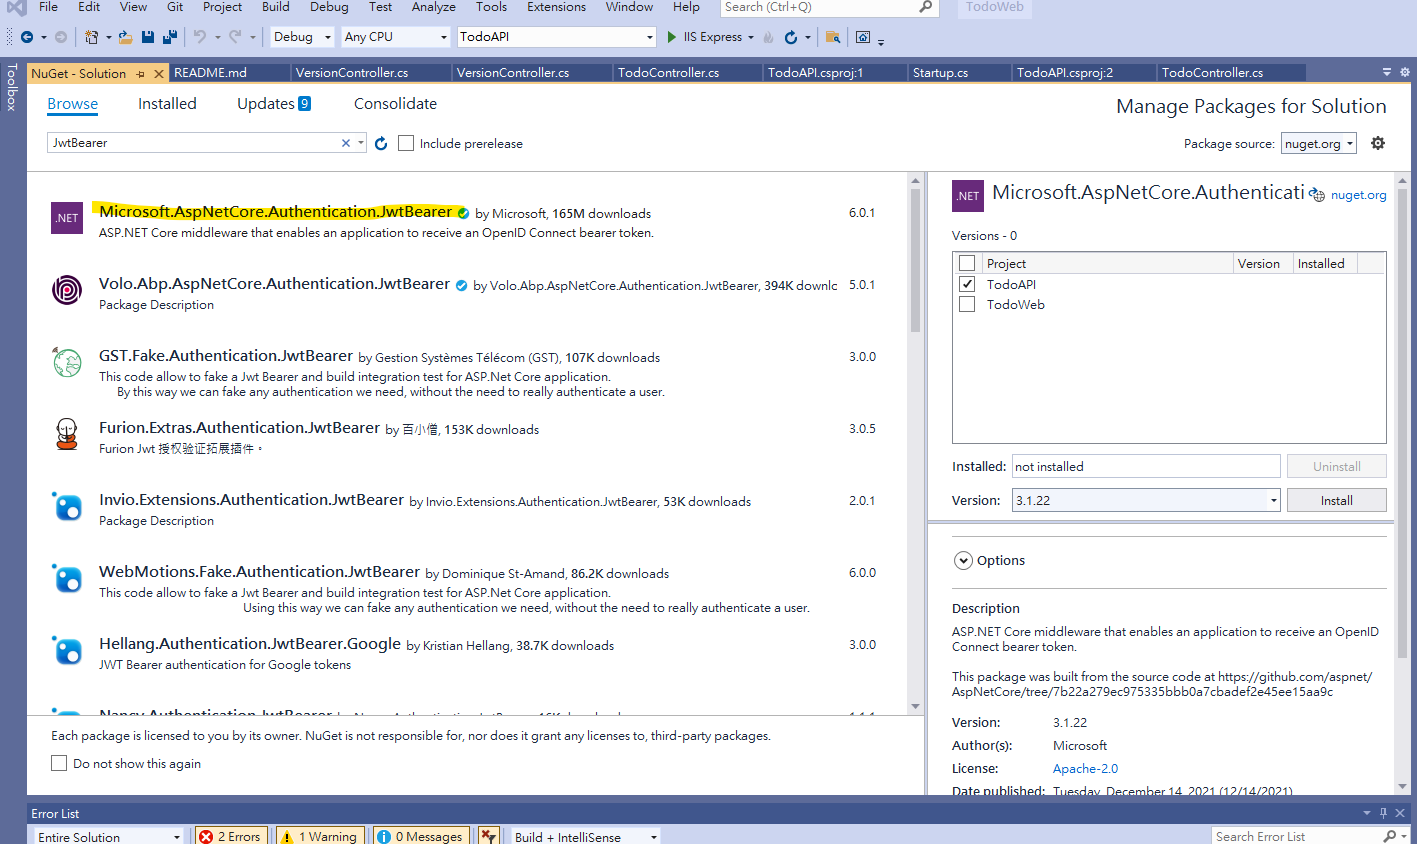 File Edit View Git Project Build Debug Test Analyze Tools Extensions Window Help Search (Ctrl+Q) TodoWeb
Debug Any CPU TodoAPI IIS Express
Toolbox
NuGet - Solution README.md VersionController.cs VersionController.cs TodoController.cs TodoAPI.csproj:1 Startup.cs TodoAPI.csproj:2 TodoController.cs
Browse Installed Updates 9 Consolidate
Manage Packages for Solution
JwtBearer Include prerelease
Package source: nuget.org
.NET Microsoft.AspNetCore.Authentication.JwtBearer by Microsoft, 165M downloads 6.0.1
ASP.NET Core middleware that enables an application to receive an OpenID Connect bearer token.
Volo.Abp.AspNetCore.Authentication.JwtBearer by Volo.Abp.AspNetCore.Authentication.JwtBearer, 394K downlc 5.0.1
Package Description
GST.Fake.Authentication.JwtBearer by Gestion Systèmes Télécom (GST), 107K downloads 3.0.0
This code allow to fake a Jwt Bearer and build integration test for ASP.Net Core application.
By this way we can fake any authentication we need, without the need to really authenticate a user.
Furion.Extras.Authentication.JwtBearer by 百小僧, 153K downloads 3.0.5
Furion Jwt 授权验证拓展插件。
Invio.Extensions.Authentication.JwtBearer by Invio.Extensions.Authentication.JwtBearer, 53K downloads 2.0.1
Package Description
WebMotions.Fake.Authentication.JwtBearer by Dominique St-Amand, 86.2K downloads 6.0.0
This code allow to fake a Jwt Bearer and build integration test for ASP.Net Core application.
Using this way we can fake any authentication we need, without the need to really authenticate a user.
Hellang.Authentication.JwtBearer.Google by Kristian Hellang, 38.7K downloads 3.0.0
JWT Bearer authentication for Google tokens
Nancy.Authentication.JwtBearer
Each package is licensed to you by its owner. NuGet is not responsible for, nor does it grant any licenses to, third-party packages.
Do not show this again
.NET Microsoft.AspNetCore.Authenticati nuget.org
Versions - 0
Project Version Installed
TodoAPI
TodoWeb
Installed: not installed Uninstall
Version: 3.1.22 Install
Options
Description
ASP.NET Core middleware that enables an application to receive an OpenID
Connect bearer token.
This package was built from the source code at https://github.com/aspnet/
AspNetCore/tree/7b22a279ec975335bbb0a7cbadef2e45ee15aa9c
Version: 3.1.22
Author(s): Microsoft
License: Apache-2.0
Date published: Tuesday, December 14, 2021 (12/14/2021)
Error List
Entire Solution 2 Errors 1 Warning 0 Messages Build + IntelliSense Search Error List